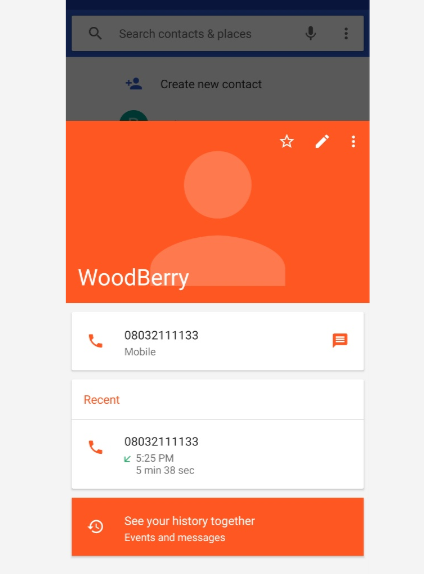 Search contacts & places
Create new contact
WoodBerry
08032111133
Mobile
Recent
08032111133
5:25 PM
5 min 38 sec
See your history together
Events and messages